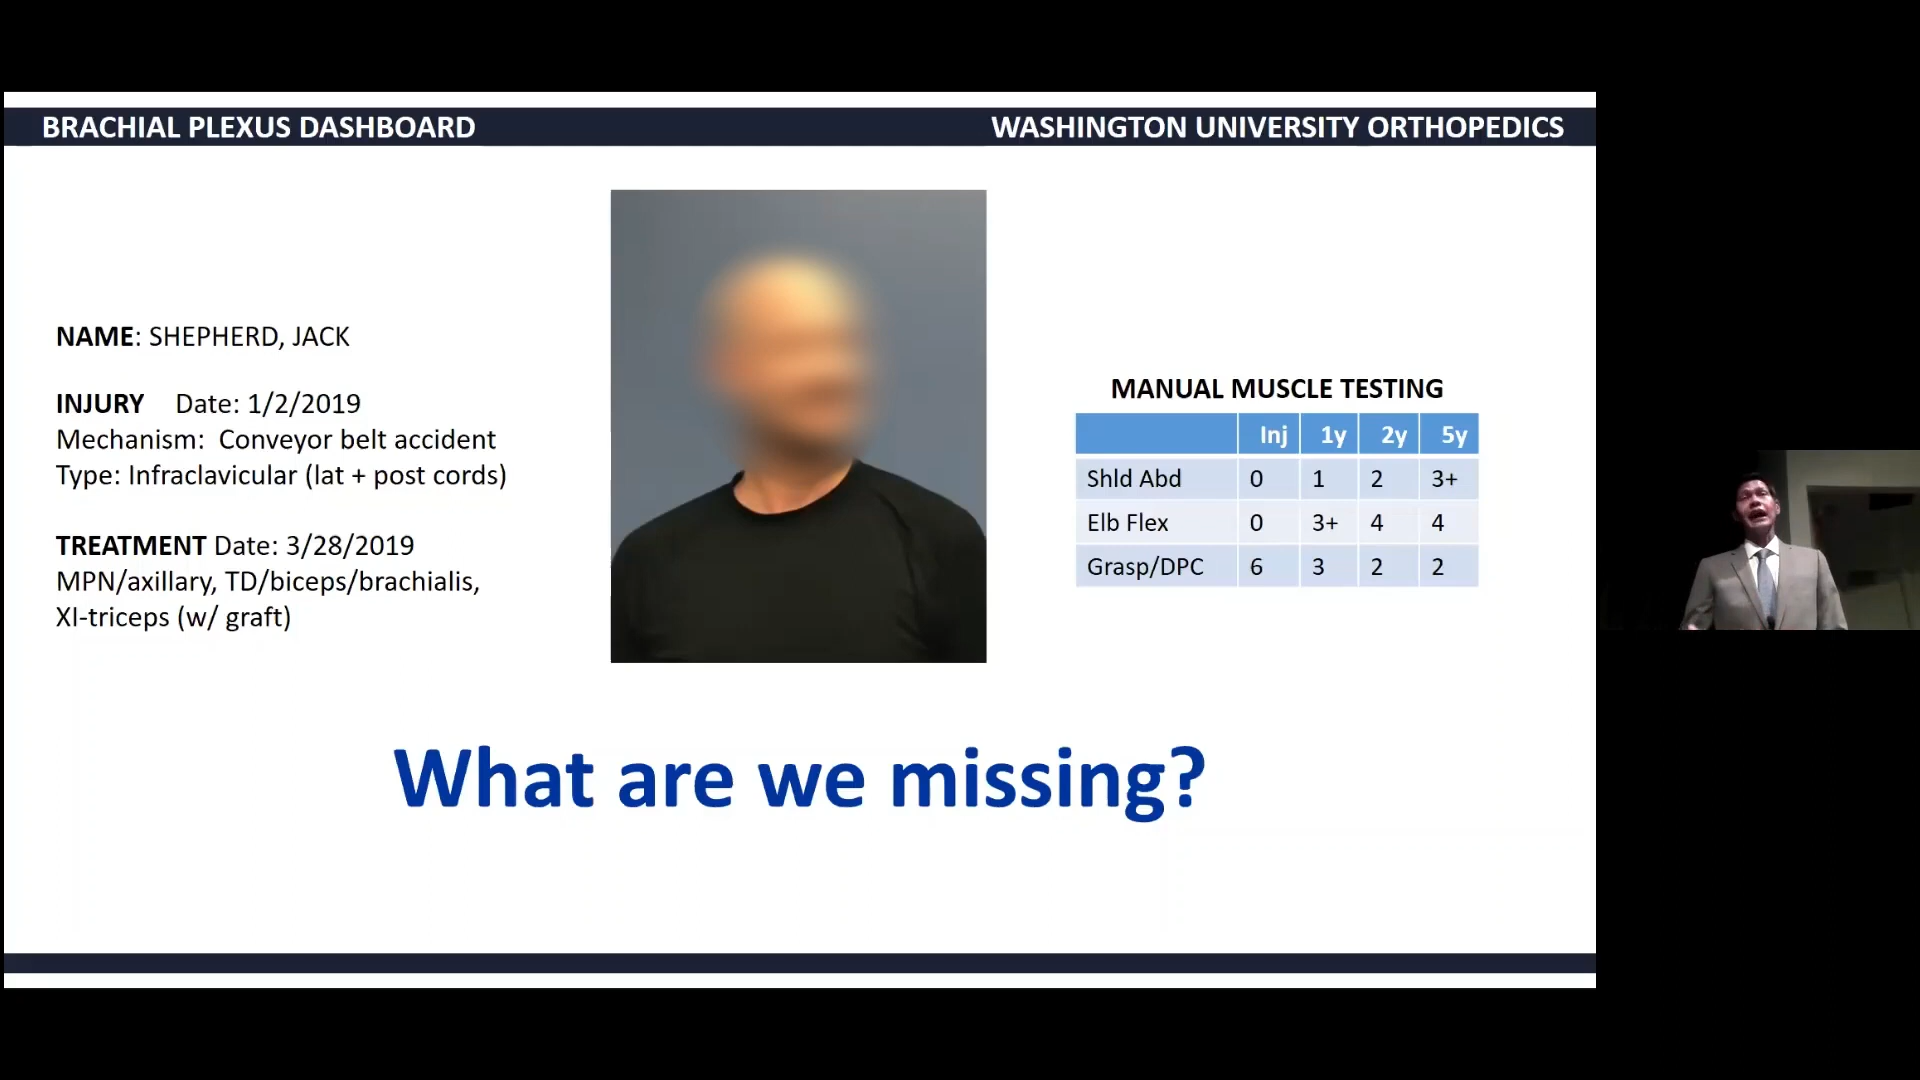 BRACHIAL PLEXUS DASHBOARD
WASHINGTON UNIVERSITY ORTHOPEDICS
NAME: SHEPHERD, JACK
INJURY Date: 1/2/2019
Mechanism: Conveyor belt accident
Type: Infraclavicular (lat + post cords)
TREATMENT Date: 3/28/2019
MPN/axillary, TD/biceps/brachialis,
XI-triceps (w/ graft)
MANUAL MUSCLE TESTING
Inj 1y 2y 5y
Shld Abd 0 1 2 3+
Elb Flex 0 3+ 4 4
Grasp/DPC 6 3 2 2
What are we missing?